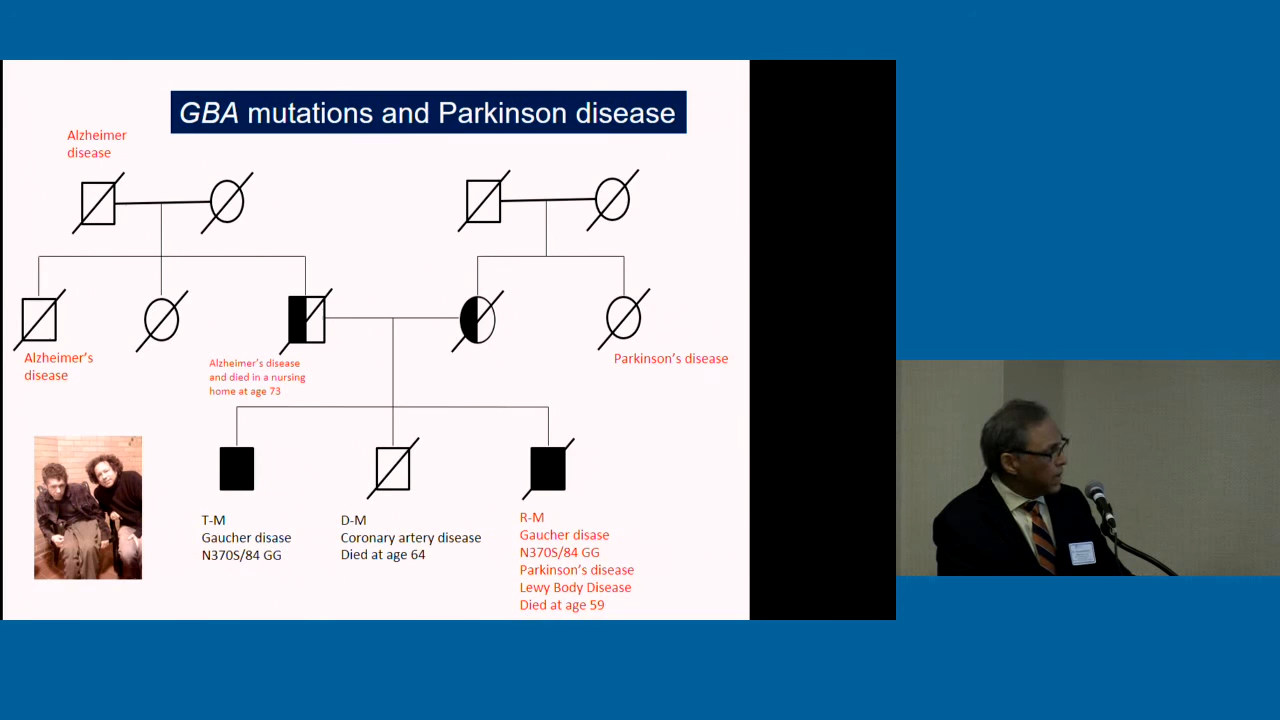 GBA mutations and Parkinson disease
Alzheimer
disease
Alzheimer's
disease
Alzheimer's disease
and died in a nursing
home at age 73
Parkinson's disease
T-M
Gaucher disase
N370S/84 GG
D-M
Coronary artery disease
Died at age 64
R-M
Gaucher disase
N370S/84 GG
Parkinson's disease
Lewy Body Disease
Died at age 59